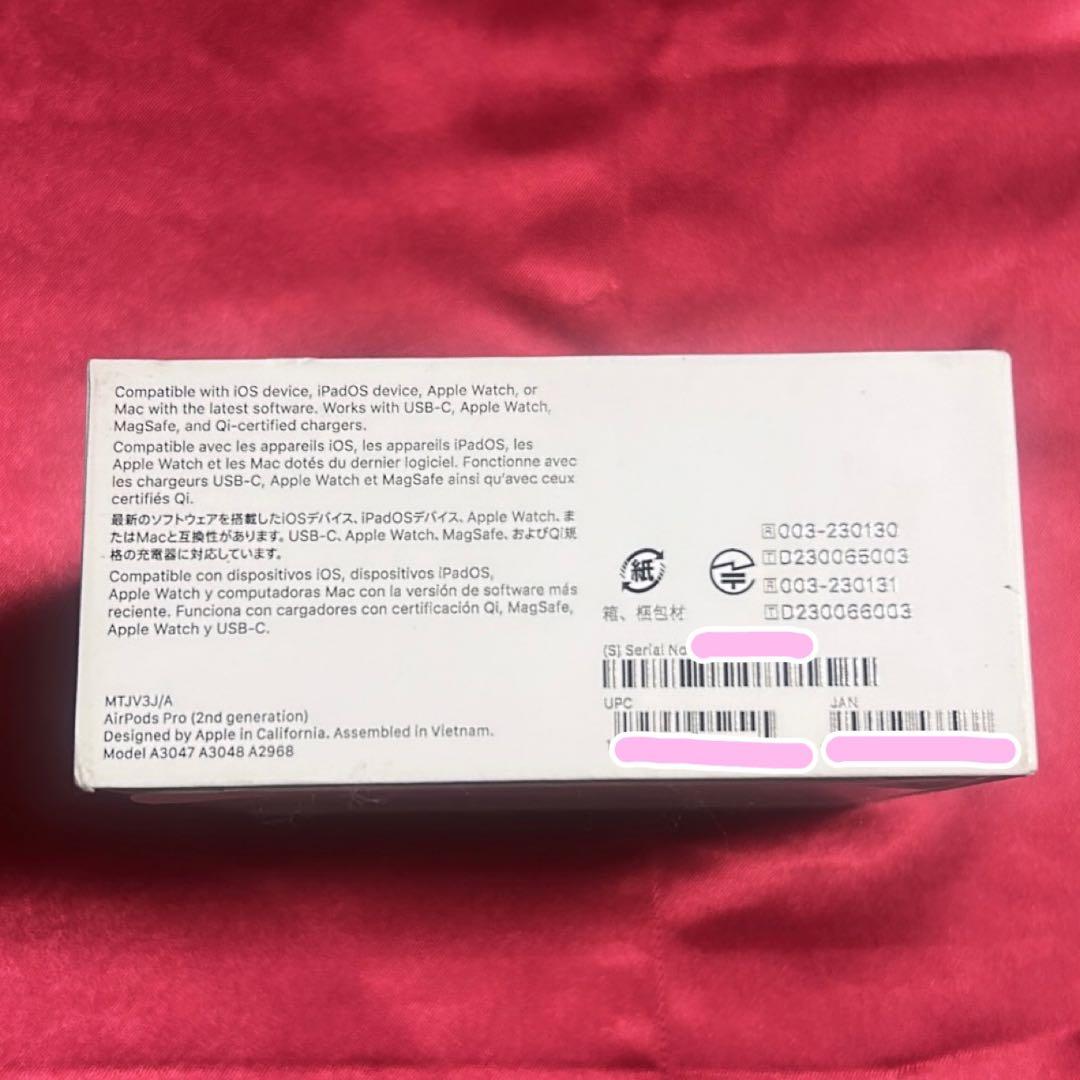 Compatible with iOS device, iPadOS device, Apple Watch, or
Mac with the latest software. Works with USB-C, Apple Watch,
MagSafe, and Qi-certified chargers.
Compatible avec les appareils iOS, les appareils iPadOS, les
Apple Watch et les Mac dotés du dernier logiciel. Fonctionne avec
les chargeurs USB-C, Apple Watch et MagSafe ainsi qu'avec ceux
certifiés Qi.
最新のソフトウェアを搭載したiOSデバイス、iPadOSデバイス、Apple Watch、ま
たはMacと互換性があります。USB-C、Apple Watch、MagSafe、およびQi規
格の充電器に対応しています。
Compatible con dispositivos iOS, dispositivos iPadOS,
Apple Watch y computadoras Mac con la versión de software más
reciente. Funciona con cargadores con certificación Qi, MagSafe,
Apple Watch y USB-C.
MTJV3J/A
AirPods Pro (2nd generation)
Designed by Apple in California. Assembled in Vietnam.
Model A3047 A3048 A2968
紙
箱、梱包材
R 003-230130
T D230065003
R 003-230131
T D230066003
(S) Serial No
UPC
JAN